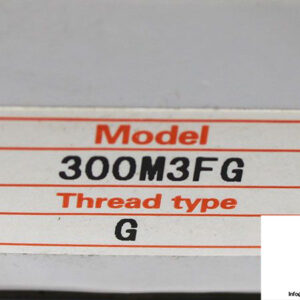 Model
300M3FG
Thread type
G